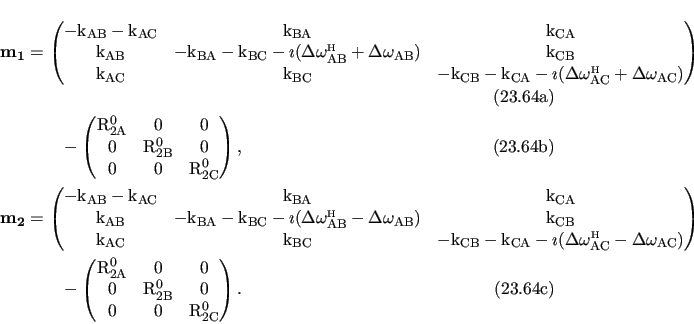 −k_AB − k_AC    k_BA    k_CA
m₁ = ( k_AB    −k_BA − k_BC − ı(Δω^H_AB + Δω_AB)    k_CB )
k_AC    k_BC    −k_CB − k_CA − ı(Δω^H_AC + Δω_AC)
(23.64a)
R⁰_2A    0    0
− ( 0    R⁰_2B    0 ) ,    (23.64b)
0    0    R⁰_2C
−k_AB − k_AC    k_BA    k_CA
m₂ = ( k_AB    −k_BA − k_BC − ı(Δω^H_AB − Δω_AB)    k_CB )
k_AC    k_BC    −k_CB − k_CA − ı(Δω^H_AC − Δω_AC)
R⁰_2A    0    0
− ( 0    R⁰_2B    0 ) .    (23.64c)
0    0    R⁰_2C